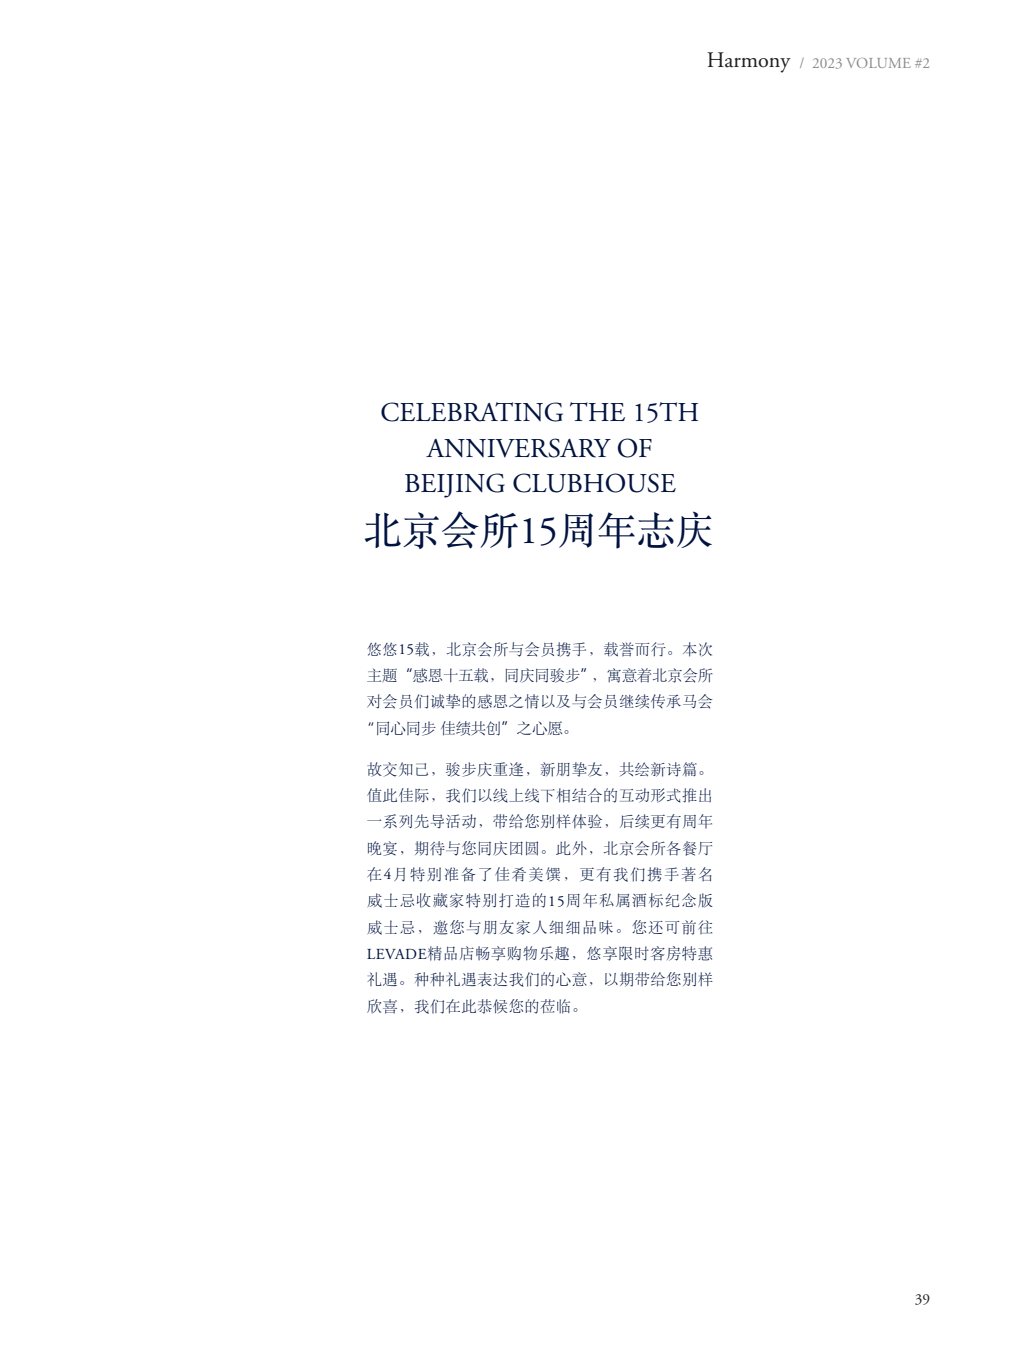 Harmony / 2023 VOLUME #2
CELEBRATING THE 15TH
ANNIVERSARY OF
BEIJING CLUBHOUSE
北京会所15周年志庆
悠悠15载，北京会所与会员携手，载誉而行。本次
主题“感恩十五载，同庆同骏步”，寓意着北京会所
对会员们诚挚的感恩之情以及与会员继续传承马会
“同心同步 佳绩共创”之心愿。
故交知己，骏步庆重逢，新朋挚友，共绘新诗篇。
值此佳际，我们以线上线下相结合的互动形式推出
一系列先导活动，带给您别样体验，后续更有周年
晚宴，期待与您同庆团圆。此外，北京会所各餐厅
在4月特别准备了佳肴美馔，更有我们携手著名
威士忌收藏家特别打造的15周年私属酒标纪念版
威士忌，邀您与朋友家人细细品味。您还可前往
LEVADE精品店畅享购物乐趣，悠享限时客房特惠
礼遇。种种礼遇表达我们的心意，以期带给您别样
欣喜，我们在此恭候您的莅临。
39